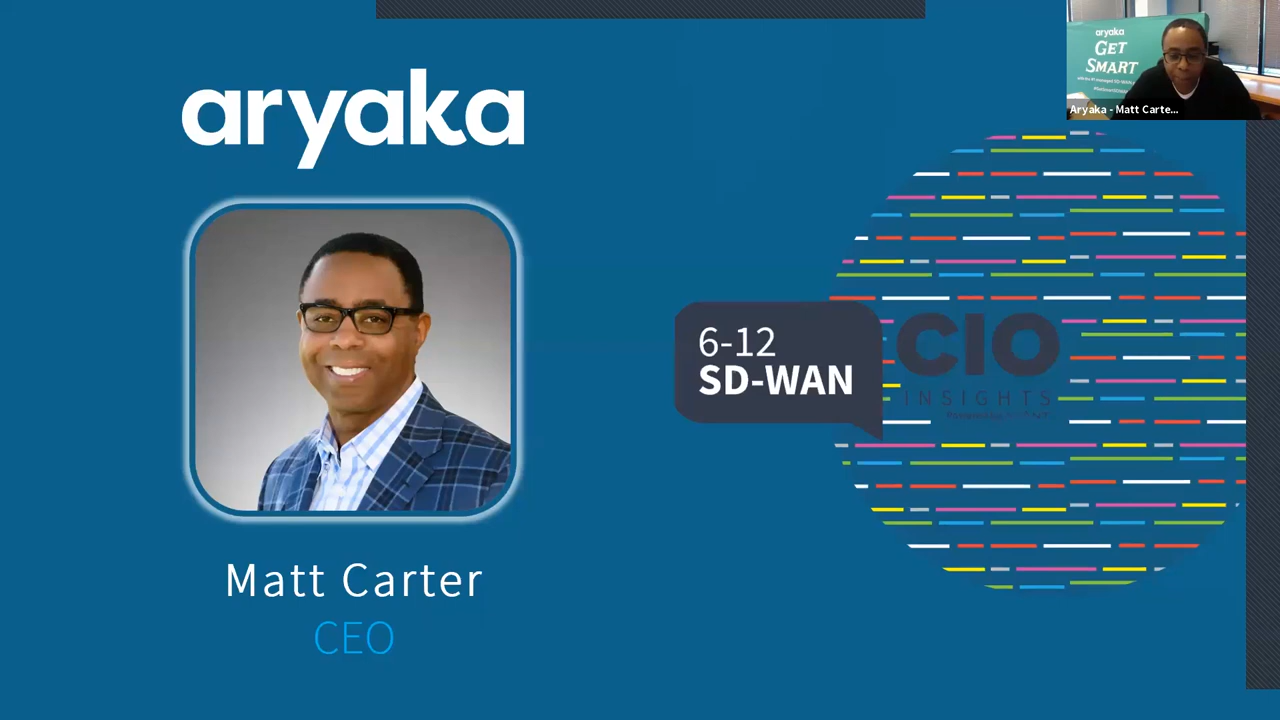 aryaka
Matt Carter
CEO
6-12
SD-WAN
CIO
INSIGHTS
aryaka
GET
SMART
Aryaka - Matt Carte...